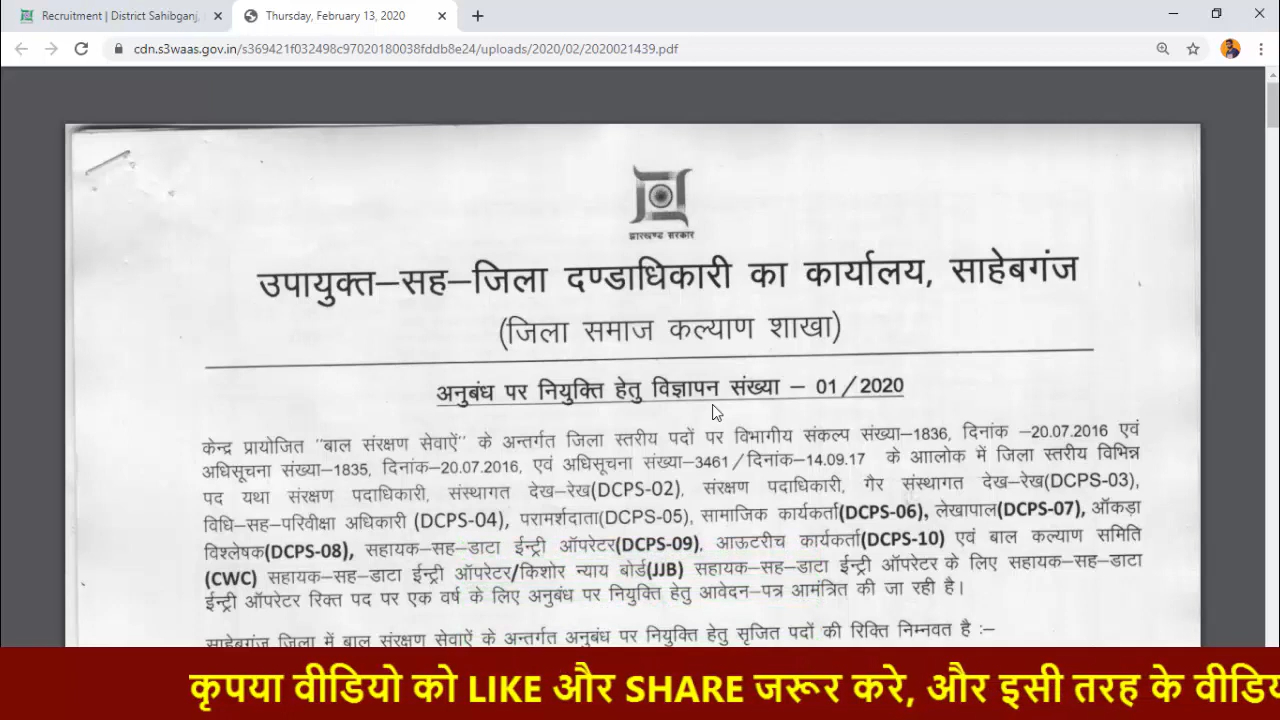 Recruitment | District Sahibganj,
Thursday, February 13, 2020
cdn.s3waas.gov.in/s369421f032498c97020180038fddb8e24/uploads/2020/02/2020021439.pdf
झारखण्ड सरकार
उपायुक्त–सह–जिला दण्डाधिकारी का कार्यालय, साहेबगंज
(जिला समाज कल्याण शाखा)
अनुबंध पर नियुक्ति हेतु विज्ञापन संख्या – 01/2020
केन्द्र प्रायोजित "बाल संरक्षण सेवाऐं" के अन्तर्गत जिला स्तरीय पदों पर विभागीय संकल्प संख्या–1836, दिनांक –20.07.2016 एवं
अधिसूचना संख्या–1835, दिनांक–20.07.2016, एवं अधिसूचना संख्या–3461/दिनांक–14.09.17 के आालोक में जिला स्तरीय विभिन्न
पद यथा संरक्षण पदाधिकारी, संस्थागत देख–रेख(DCPS-02), संरक्षण पदाधिकारी, गैर संस्थागत देख–रेख(DCPS-03),
विधि–सह–परिवीक्षा अधिकारी (DCPS-04), परामर्शदाता(DCPS-05), सामाजिक कार्यकर्ता(DCPS-06), लेखापाल(DCPS-07), ऑंकड़ा
विश्लेषक(DCPS-08), सहायक–सह–डाटा ईन्ट्री ऑपरेटर(DCPS-09), आऊटरीच कार्यकर्ता(DCPS-10) एवं बाल कल्याण समिति
(CWC) सहायक–सह–डाटा ईन्ट्री ऑपरेटर/किशोर न्याय बोर्ड(JJB) सहायक–सह–डाटा ईन्ट्री ऑपरेटर के लिए सहायक–सह–डाटा
ईन्ट्री ऑपरेटर रिक्त पद पर एक वर्ष के लिए अनुबंध पर नियुक्ति हेतु आवेदन–पत्र आमंत्रित की जा रही है।
साहेबगंज जिला में बाल संरक्षण सेवाऐं के अन्तर्गत अनुबंध पर नियुक्ति हेतु सृजित पदों की रिक्ति निम्नवत है :–
कृपया वीडियो को LIKE और SHARE जरूर करे, और इसी तरह के वीडि